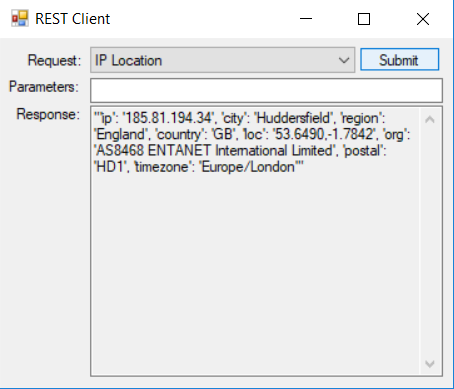 REST Client
Request: IP Location Submit
Parameters:
Response: "'ip': '185.81.194.34', 'city': 'Huddersfield', 'region':
'England', 'country': 'GB', 'loc': '53.6490,-1.7842', 'org':
'AS8468 ENTANET International Limited', 'postal':
'HD1', 'timezone': 'Europe/London'"